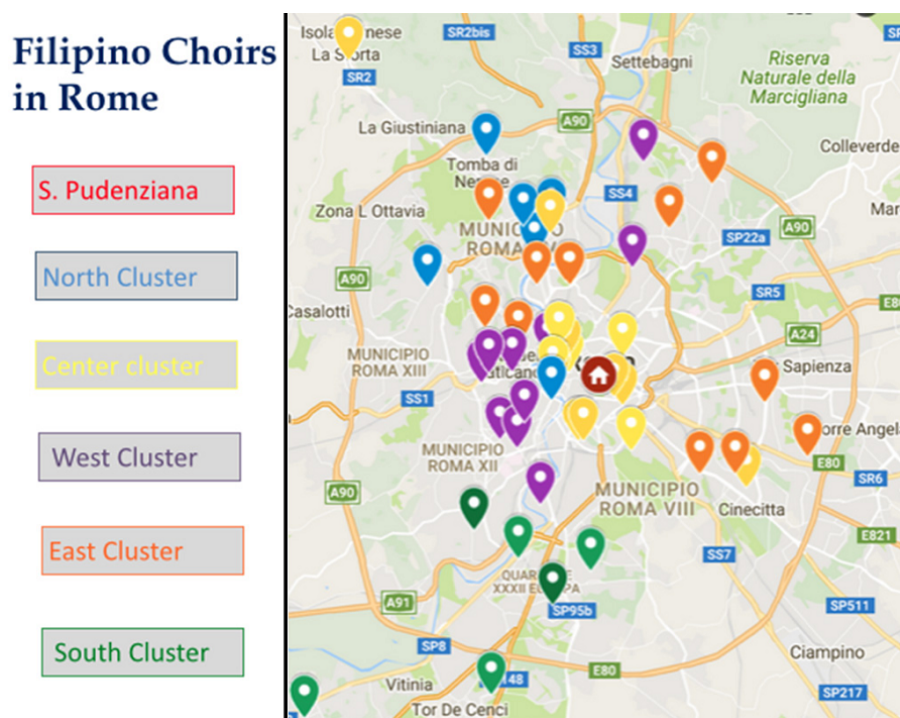 Filipino Choirs
in Rome
S. Pudenziana
North Cluster
Center cluster
West Cluster
East Cluster
South Cluster
SR2bis
La
SR2
SS3
Settebagni
Riserva
Naturale della
Marcigliana
A90
La Giustiniana
Colleverde
Tomba di
Zona L Ottavia
SS4
MUNIC
ROMA
SP22a
A90
A90
SR5
Casalotti
A24
MUNICIPIO
ROMA XIII
Sapienza
SS1
MUNICIPIO
ROMA XII
E80
SR6
A90
MUNICIPIO
ROMA VIII
Cinecitta
E821
SS7
XXXII
A91
SP95b
SP511
SP8
Ciampino
E80
Vitinia
148
SP217
Tor De Cenci